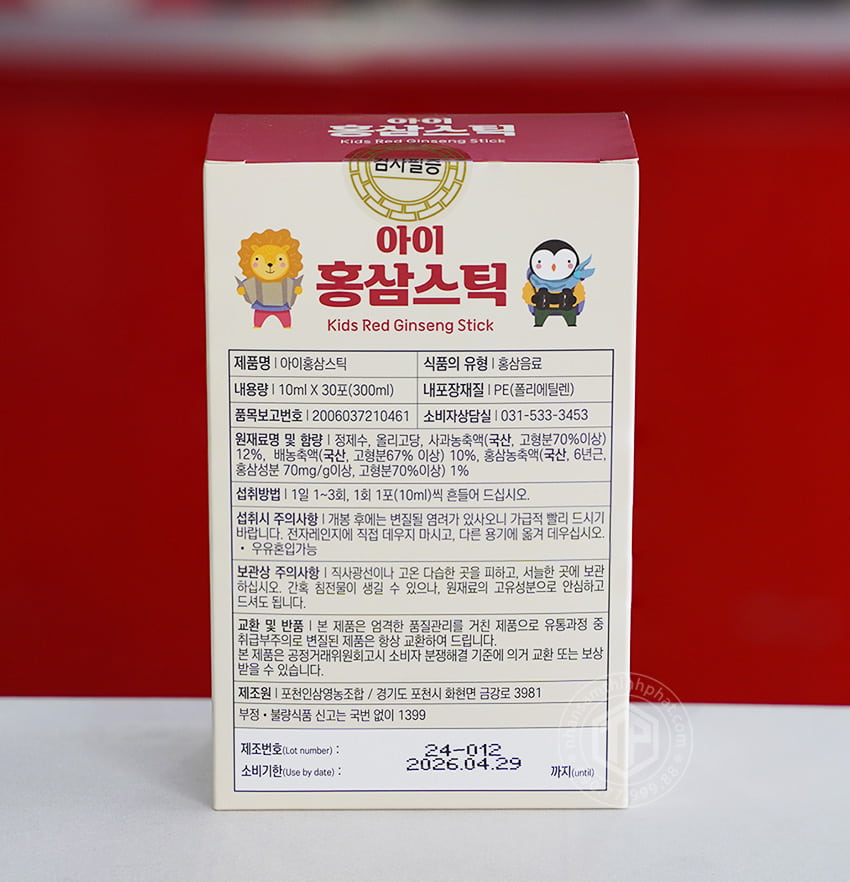 아이
홍삼스틱
Kids Red Ginseng Stick
검사필증
아이
홍삼스틱
Kids Red Ginseng Stick
제품명 | 아이홍삼스틱 식품의 유형 | 홍삼음료
내용량 | 10ml X 30포(300ml) 내포장재질 | PE(폴리에틸렌)
품목보고번호 | 2006037210461 소비자상담실 | 031-533-3453
원재료명 및 함량 | 정제수, 올리고당, 사과농축액(국산, 고형분70%이상)
12%, 배농축액(국산, 고형분67% 이상) 10%, 홍삼농축액(국산, 6년근,
홍삼성분 70mg/g이상, 고형분70%이상) 1%
섭취방법 | 1일 1~3회, 1회 1포(10ml)씩 흔들어 드십시오.
섭취시 주의사항 | 개봉 후에는 변질될 염려가 있사오니 가급적 빨리 드시기
바랍니다. 전자레인지에 직접 데우지 마시고, 다른 용기에 옮겨 데우십시오.
• 우유혼입가능
보관상 주의사항 | 직사광선이나 고온 다습한 곳을 피하고, 서늘한 곳에 보관
하십시오. 간혹 침전물이 생길 수 있으나, 원재료의 고유성분으로 안심하고
드셔도 됩니다.
교환 및 반품 | 본 제품은 엄격한 품질관리를 거친 제품으로 유통과정 중
취급부주의로 변질된 제품은 항상 교환하여 드립니다.
본 제품은 공정거래위원회고시 소비자 분쟁해결 기준에 의거 교환 또는 보상
받을 수 있습니다.
제조원 | 포천인삼영농조합 / 경기도 포천시 화현면 금강로 3981
부정・불량식품 신고는 국번 없이 1399
제조번호(Lot number) : 24-012
소비기한(Use by date) : 2026.04.29 까지(until)